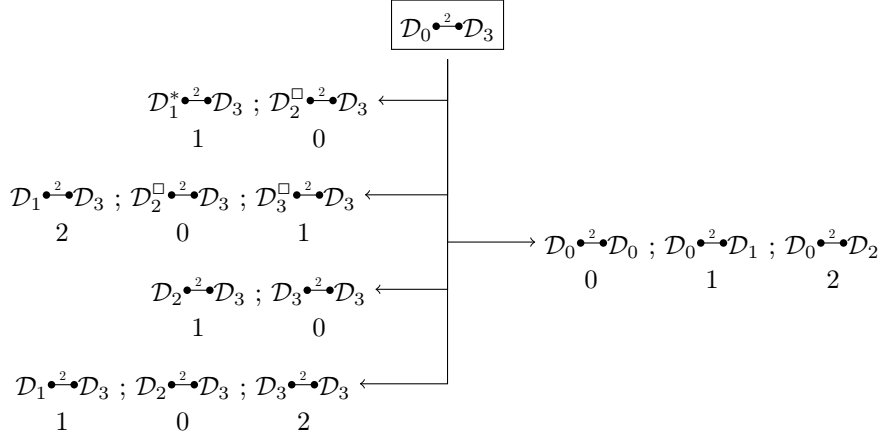 𝒟₀ •—²—• 𝒟₃
𝒟₁* •—²—• 𝒟₃ ; 𝒟₂□ •—²—• 𝒟₃
1 0
𝒟₁ •—²—• 𝒟₃ ; 𝒟₂□ •—²—• 𝒟₃ ; 𝒟₃□ •—²—• 𝒟₃
2 0 1
𝒟₀ •—²—• 𝒟₀ ; 𝒟₀ •—²—• 𝒟₁ ; 𝒟₀ •—²—• 𝒟₂
0 1 2
𝒟₂ •—²—• 𝒟₃ ; 𝒟₃ •—²—• 𝒟₃
1 0
𝒟₁ •—²—• 𝒟₃ ; 𝒟₂ •—²—• 𝒟₃ ; 𝒟₃ •—²—• 𝒟₃
1 0 2